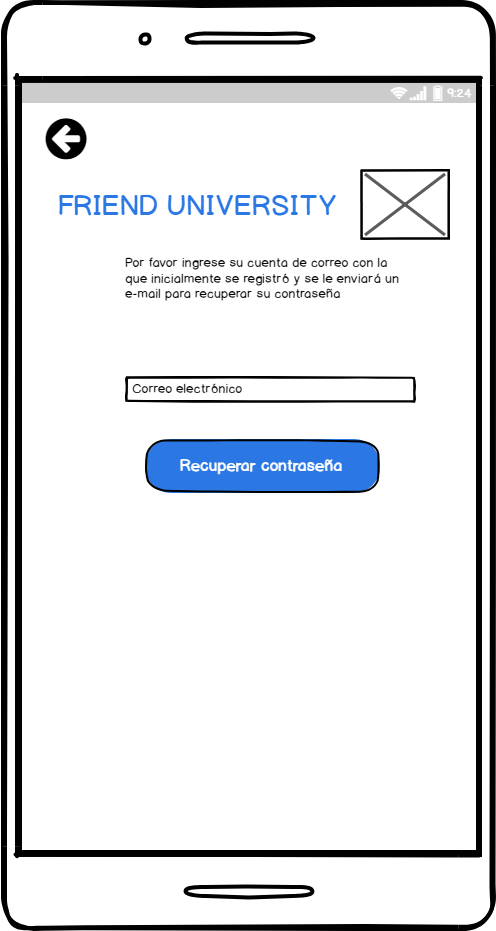 9:24
FRIEND UNIVERSITY
Por favor ingrese su cuenta de correo con la
que inicialmente se registró y se le enviará un
e-mail para recuperar su contraseña
Correo electrónico
Recuperar contraseña